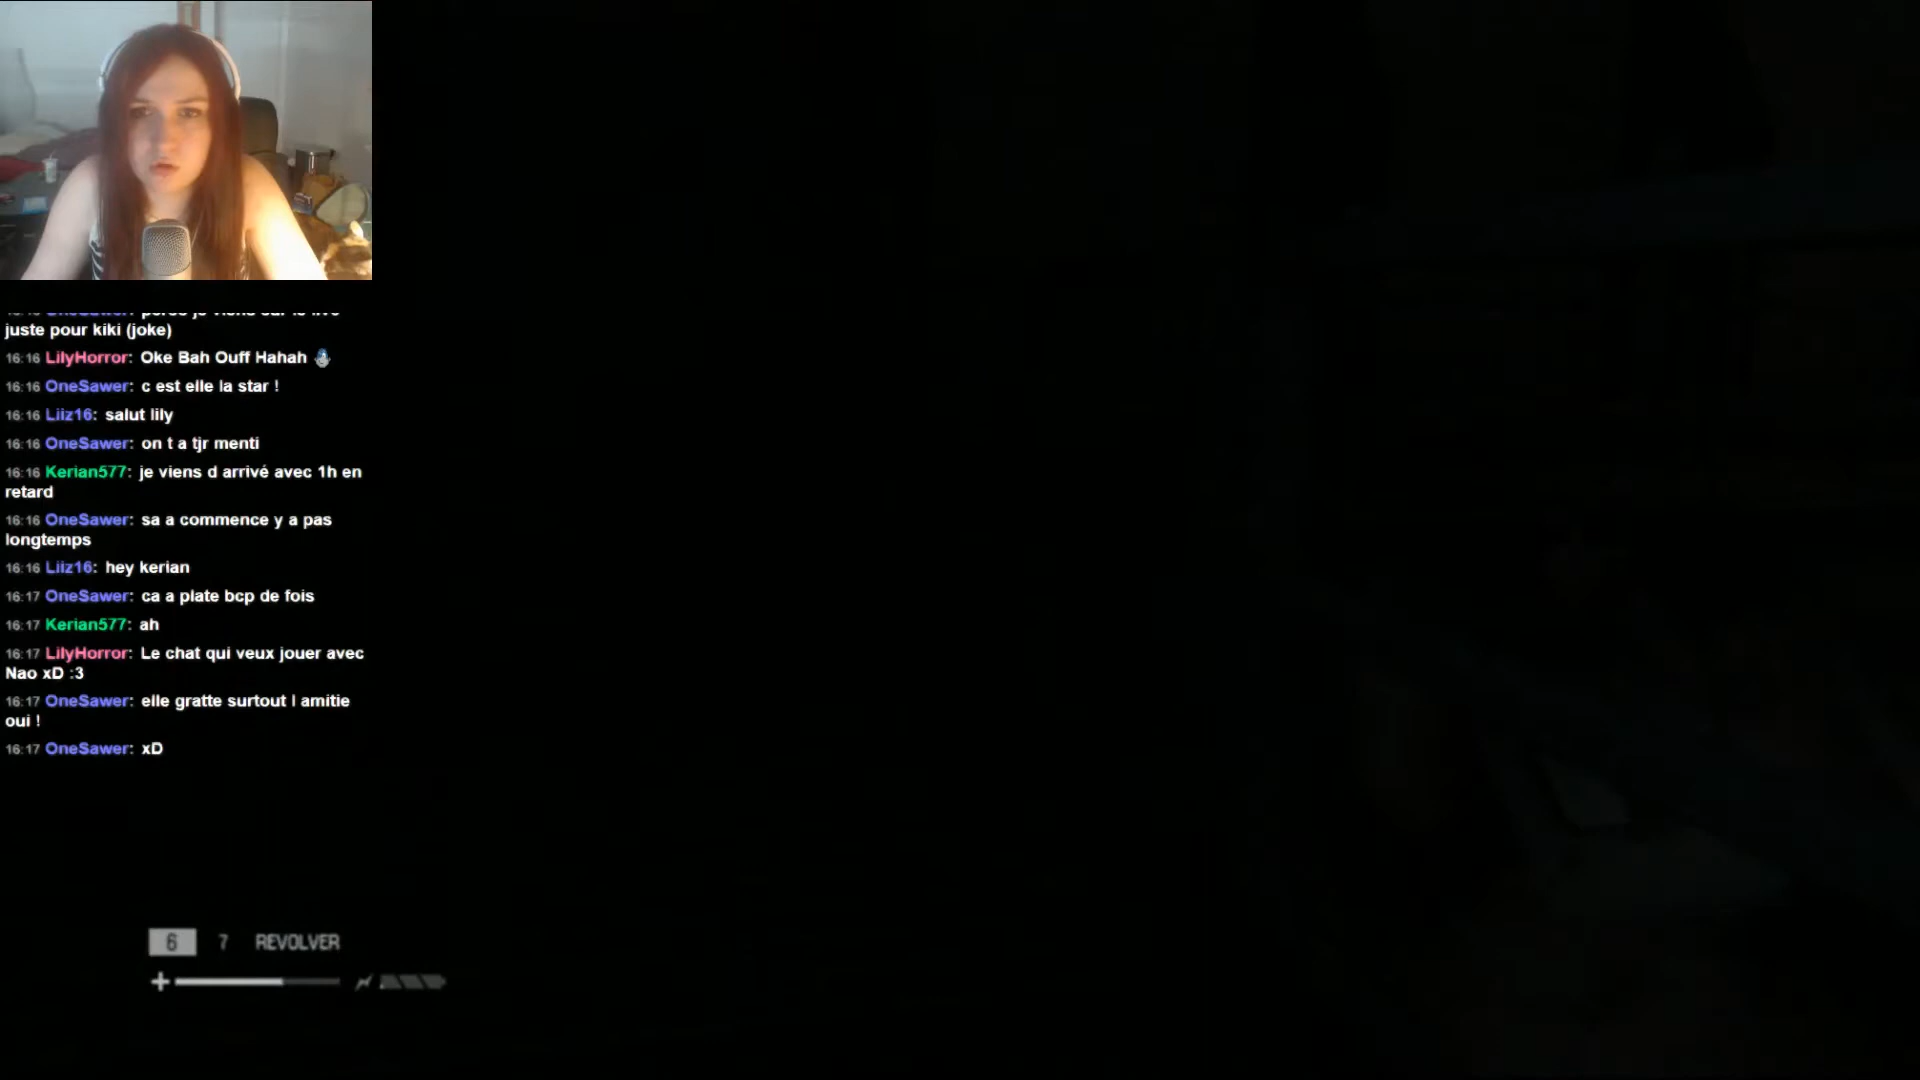 juste pour kiki (joke)
16:16 LilyHorror: Oke Bah Ouff Hahah
16:16 OneSawer: c est elle la star !
16:16 Liiz16: salut lily
16:16 OneSawer: on t a tjr menti
16:16 Kerian577: je viens d arrivé avec 1h en
retard
16:16 OneSawer: sa a commence y a pas
longtemps
16:16 Liiz16: hey kerian
16:17 OneSawer: ca a plate bcp de fois
16:17 Kerian577: ah
16:17 LilyHorror: Le chat qui veux jouer avec
Nao xD :3
16:17 OneSawer: elle gratte surtout l amitie
oui !
16:17 OneSawer: xD
6 7 REVOLVER